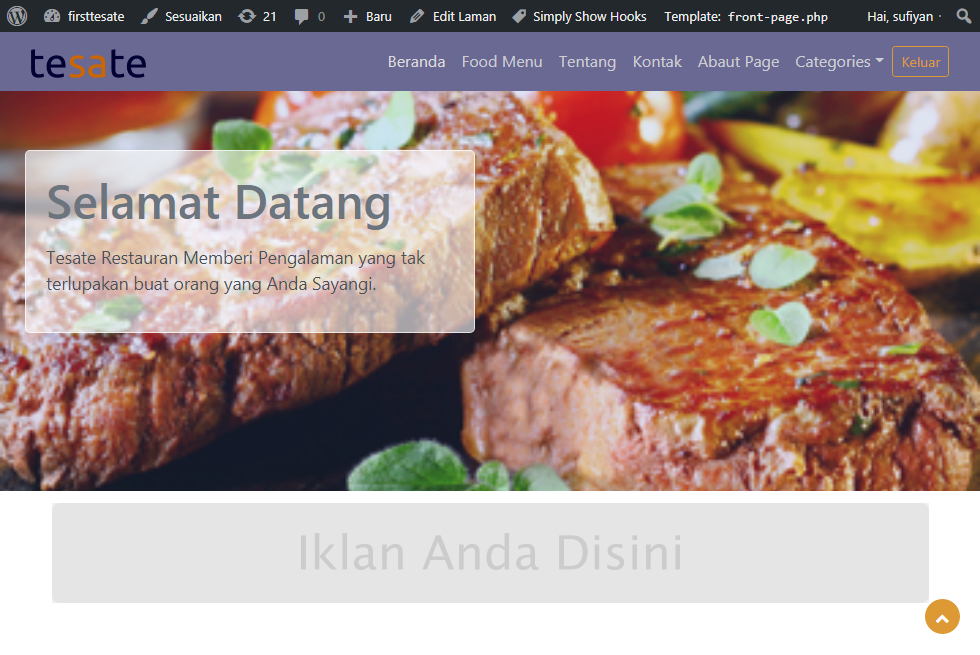 firsttesate Sesuaikan 21 0 Baru Edit Laman Simply Show Hooks Template: front-page.php Hai, sufiyan
tesate Beranda Food Menu Tentang Kontak Abaut Page Categories Keluar
Selamat Datang
Tesate Restauran Memberi Pengalaman yang tak
terlupakan buat orang yang Anda Sayangi.
Iklan Anda Disini